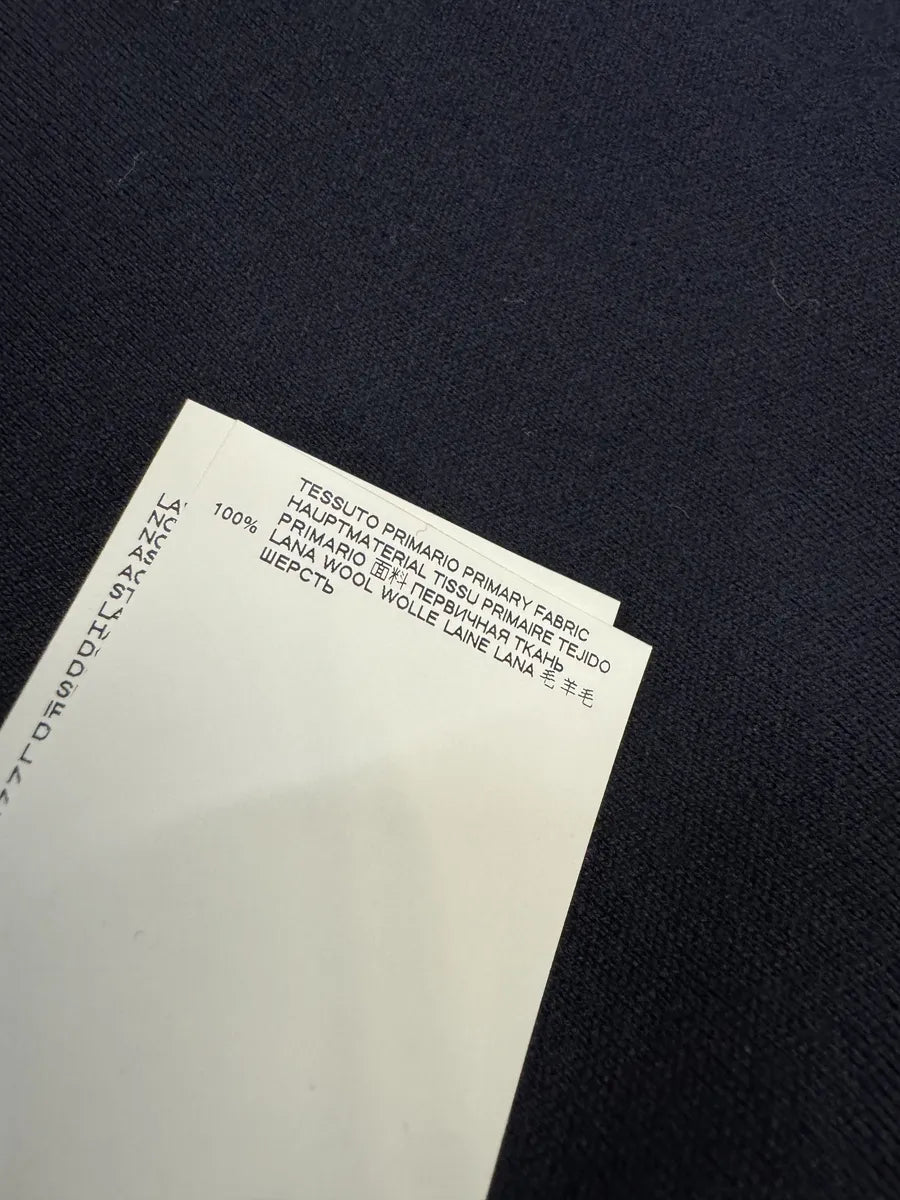 100%
TESSUTO PRIMARIO PRIMARY FABRIC
HAUPTMATERIAL TISSU PRIMAIRE TEJIDO
PRIMARIO 面料 ПЕРВИЧНАЯ ТКАНЬ
LANA WOOL WOLLE LAINE LANA 毛 羊毛
ШЕРСТЬ